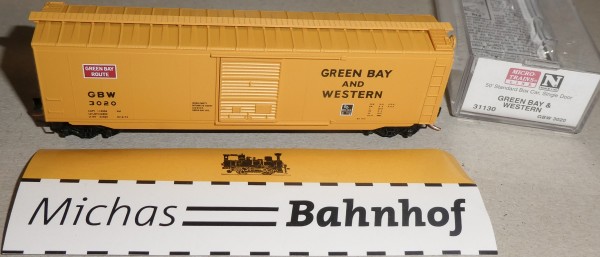 GREEN BAY
ROUTE
GBW
3020
GREEN BAY
AND
WESTERN
MICRO
TRAINS
N
50' Standard Box Car, Single Door
31130
GREEN BAY &
WESTERN
GBW 3020
Michas Bahnhof